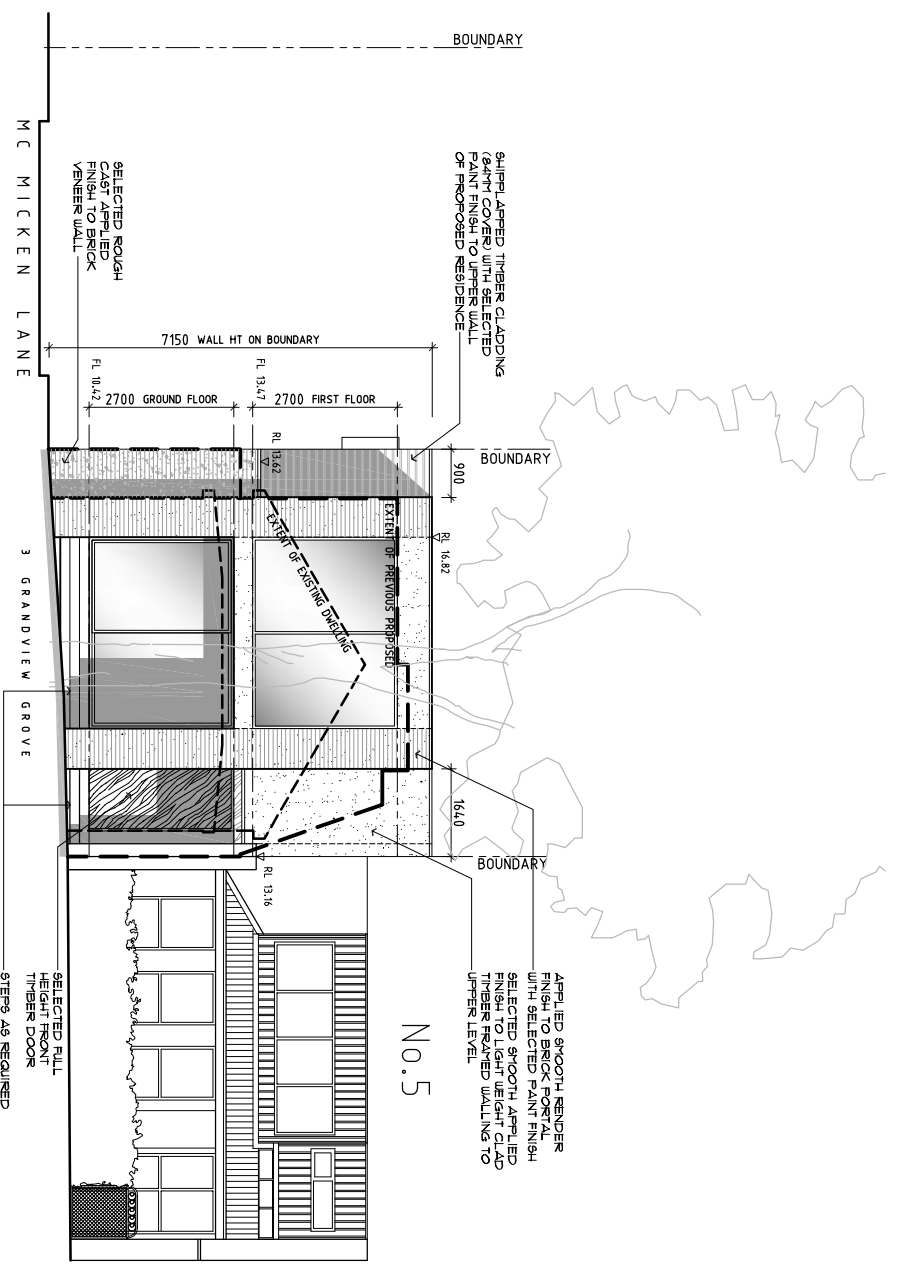 BOUNDARY
SHIPPLAPPED TIMBER CLADDING
(84MM COVER) WITH SELECTED
PAINT FINISH TO UPPER WALL
OF PROPOSED RESIDENCE
SELECTED ROUGH
CAST APPLIED
FINISH TO BRICK
VENEER WALL
MC MICKEN LANE
7150 WALL HT ON BOUNDARY
FL 10.42
FL 13.47
2700 GROUND FLOOR
2700 FIRST FLOOR
RL 13.62
900
BOUNDARY
RL 16.82
EXTENT OF PREVIOUS PROPOSED
EXTENT OF EXISTING DWELLING
3 GRANDVIEW GROVE
1640
BOUNDARY
RL 13.16
APPLIED SMOOTH RENDER
FINISH TO BRICK PORTAL
WITH SELECTED PAINT FINISH
SELECTED SMOOTH APPLIED
FINISH TO LIGHT WEIGHT CLAD
TIMBER FRAMED WALLING TO
UPPER LEVEL
No.5
SELECTED FULL
HEIGHT FRONT
TIMBER DOOR
STEPS AS REQUIRED